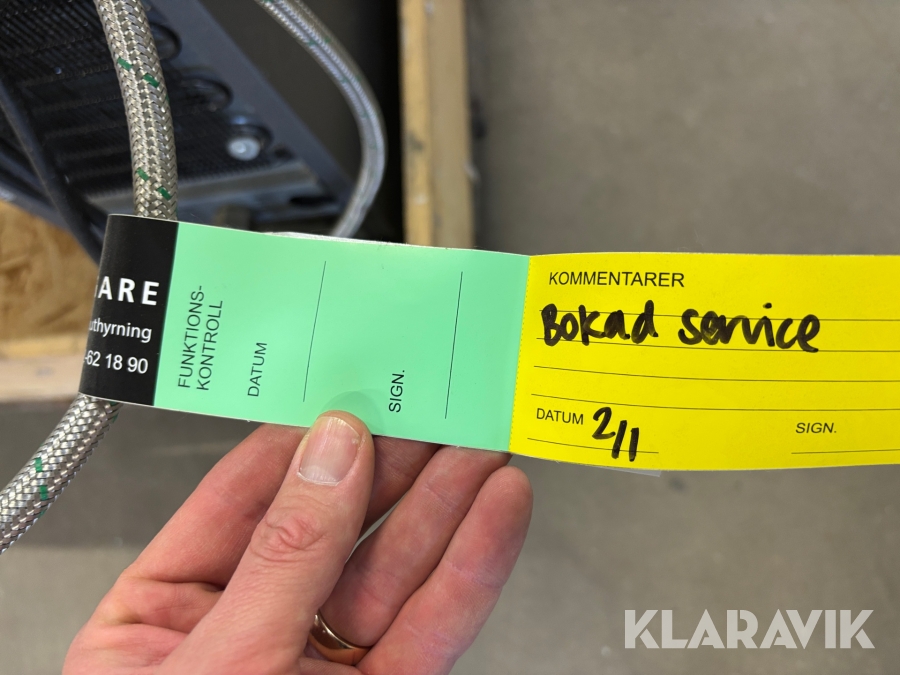 ARE
uthyrning
-62 18 90
FUNKTIONS-
KONTROLL
DATUM
SIGN.
KOMMENTARER
Bokad service
DATUM 2/1
SIGN.
KLARAVIK